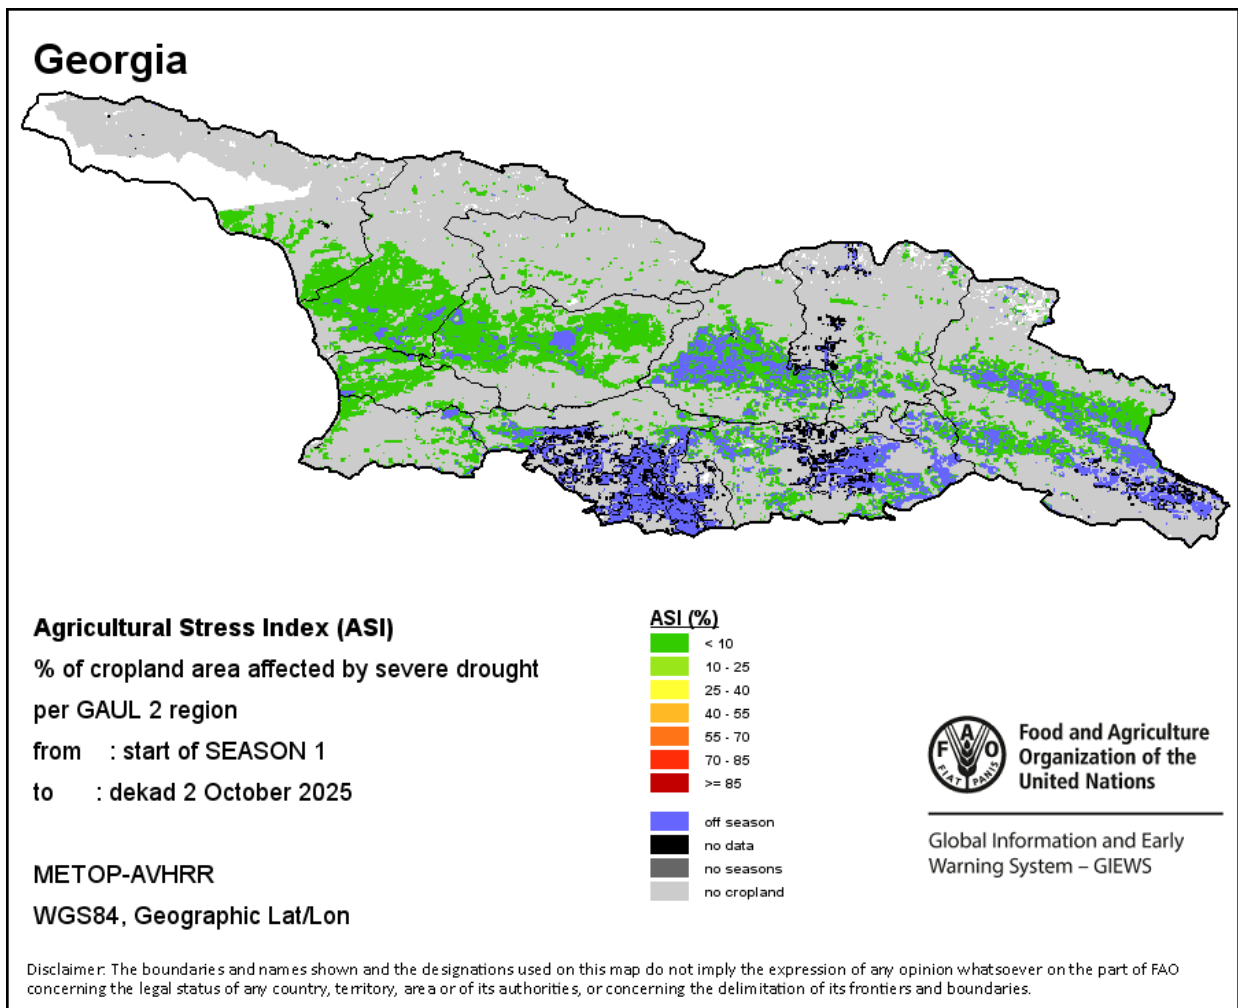 Georgia
Agricultural Stress Index (ASI)
% of cropland area affected by severe drought
per GAUL 2 region
from : start of SEASON 1
to : dekad 2 October 2025
METOP-AVHRR
WGS84, Geographic Lat/Lon
ASI (%)
< 10
10 - 25
25 - 40
40 - 55
55 - 70
70 - 85
>= 85
off season
no data
no seasons
no cropland
F A O
FIAT PANIS
Food and Agriculture
Organization of the
United Nations
Global Information and Early
Warning System – GIEWS
Disclaimer: The boundaries and names shown and the designations used on this map do not imply the expression of any opinion whatsoever on the part of FAO
concerning the legal status of any country, territory, area or of its authorities, or concerning the delimitation of its frontiers and boundaries.